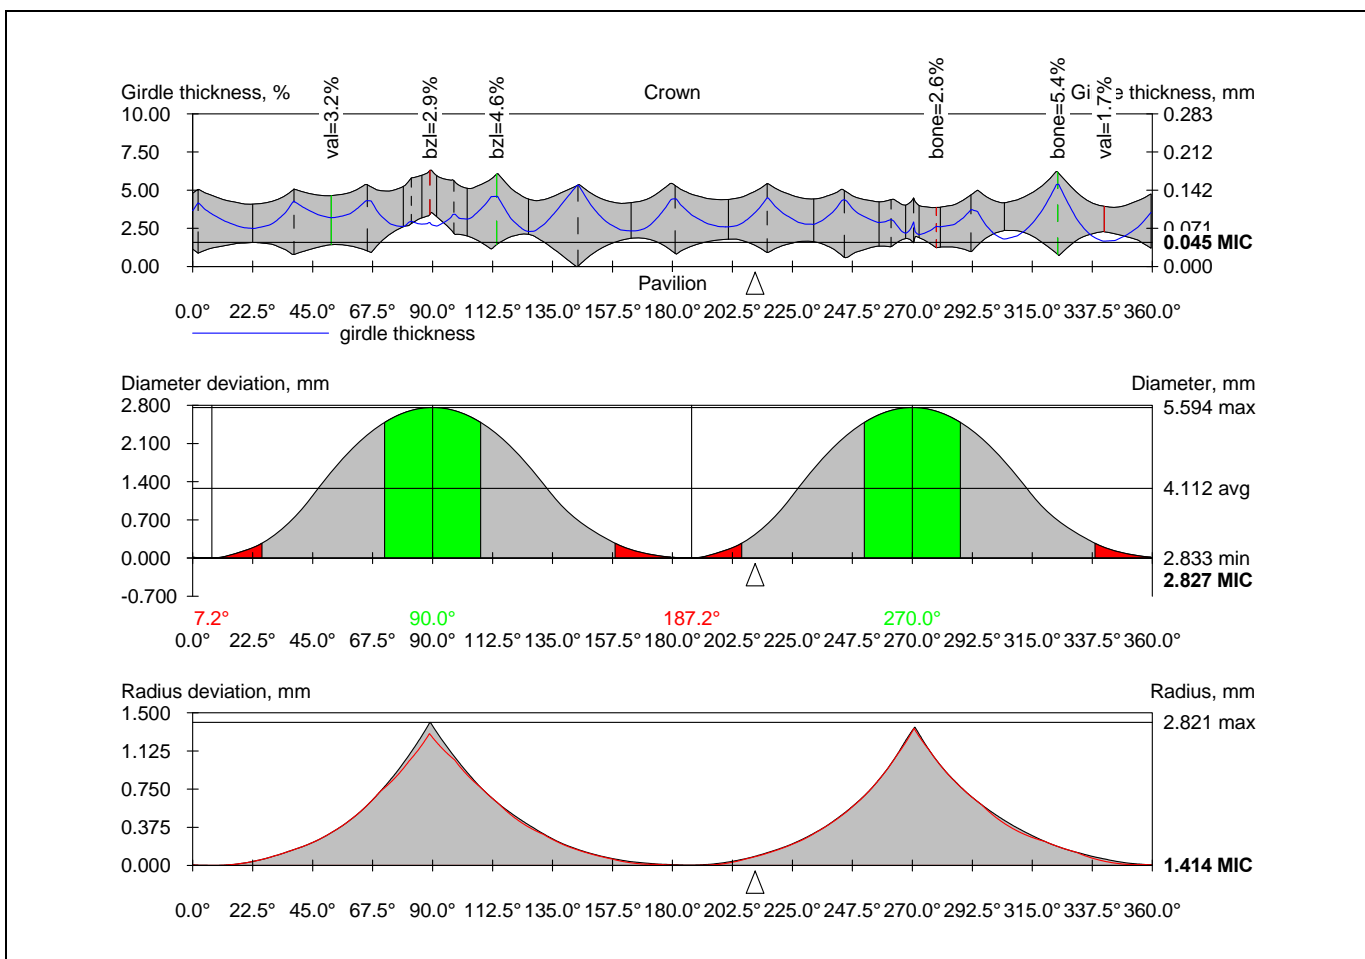 val=3.2%
bzl=2.9%
bzl=4.6%
bone=2.6%
bone=5.4%
val=1.7%
Girdle thickness, % Crown Gi e thickness, mm
10.00 0.283
7.50 0.212
5.00 0.142
2.50 0.071
0.045 MIC
0.00 0.000
Pavilion
0.0° 22.5° 45.0° 67.5° 90.0° 112.5° 135.0° 157.5° 180.0° 202.5° 225.0° 247.5° 270.0° 292.5° 315.0° 337.5° 360.0°
girdle thickness
Diameter deviation, mm Diameter, mm
2.800 5.594 max
2.100
1.400 4.112 avg
0.700
0.000 2.833 min
2.827 MIC
-0.700
7.2° 90.0° 187.2° 270.0°
0.0° 22.5° 45.0° 67.5° 90.0° 112.5° 135.0° 157.5° 180.0° 202.5° 225.0° 247.5° 270.0° 292.5° 315.0° 337.5° 360.0°
Radius deviation, mm Radius, mm
1.500 2.821 max
1.125
0.750
0.375
0.000 1.414 MIC
0.0° 22.5° 45.0° 67.5° 90.0° 112.5° 135.0° 157.5° 180.0° 202.5° 225.0° 247.5° 270.0° 292.5° 315.0° 337.5° 360.0°